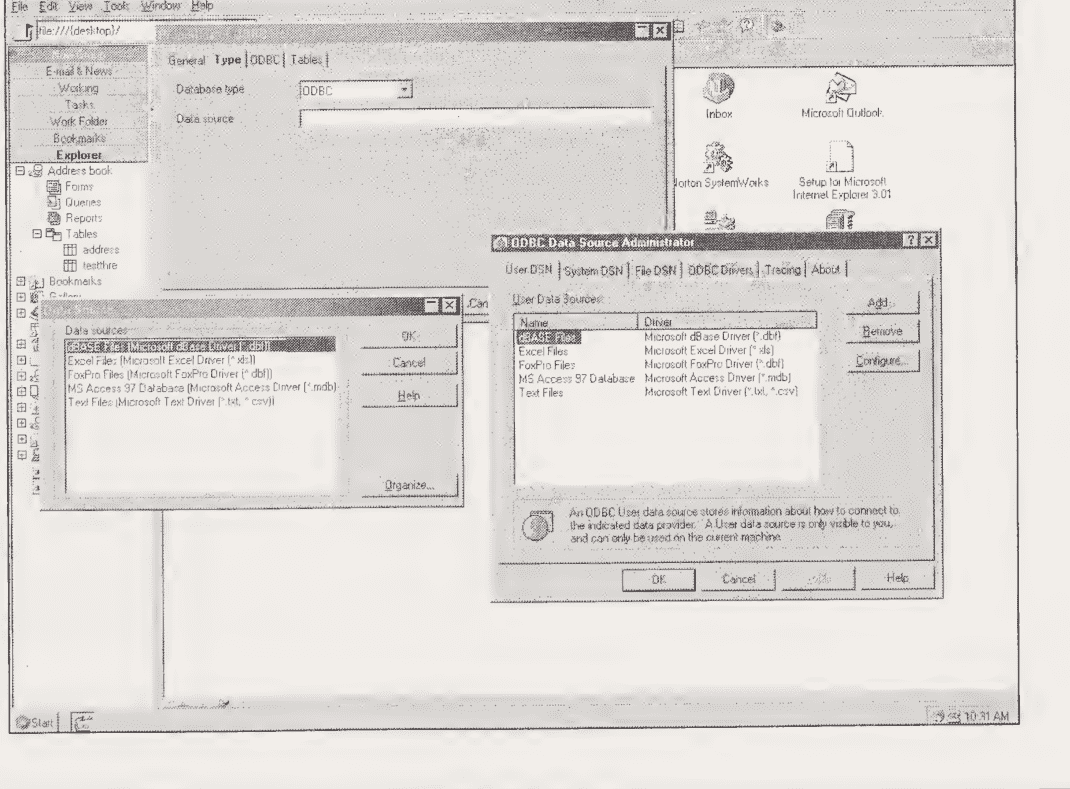 File Edit View Tools Window Help
file:///{desktop}/
E-mail & News
Working
Tasks
Work Folder
Bookmarks
Explorer
Address book
Forms
Queries
Reports
Tables
address
testthre
Bookmarks
General Type ODBC Tables
Database type ODBC
Data source
Inbox
Microsoft Outlook
Norton SystemWorks
Setup for Microsoft
Internet Explorer 3.01
Data sources
dBASE Files (Microsoft dBase Driver (*.dbf))
Excel Files (Microsoft Excel Driver (*.xls))
FoxPro Files (Microsoft FoxPro Driver (*.dbf))
MS Access 97 Database (Microsoft Access Driver (*.mdb)
Text Files (Microsoft Text Driver (*.txt, *.csv))
OK
Cancel
Help
Organize...
Can
ODBC Data Source Administrator
User DSN System DSN File DSN ODBC Drivers Tracing About
User Data Sources:
Name Driver
dBASE Files Microsoft dBase Driver (*.dbf)
Excel Files Microsoft Excel Driver (*.xls)
FoxPro Files Microsoft FoxPro Driver (*.dbf)
MS Access 97 Database Microsoft Access Driver (*.mdb)
Text Files Microsoft Text Driver (*.txt, *.csv)
Add...
Remove
Configure...
An ODBC User data source stores information about how to connect to
the indicated data provider. A User data source is only visible to you,
and can only be used on the current machine.
OK Cancel Help
Start
10:31 AM